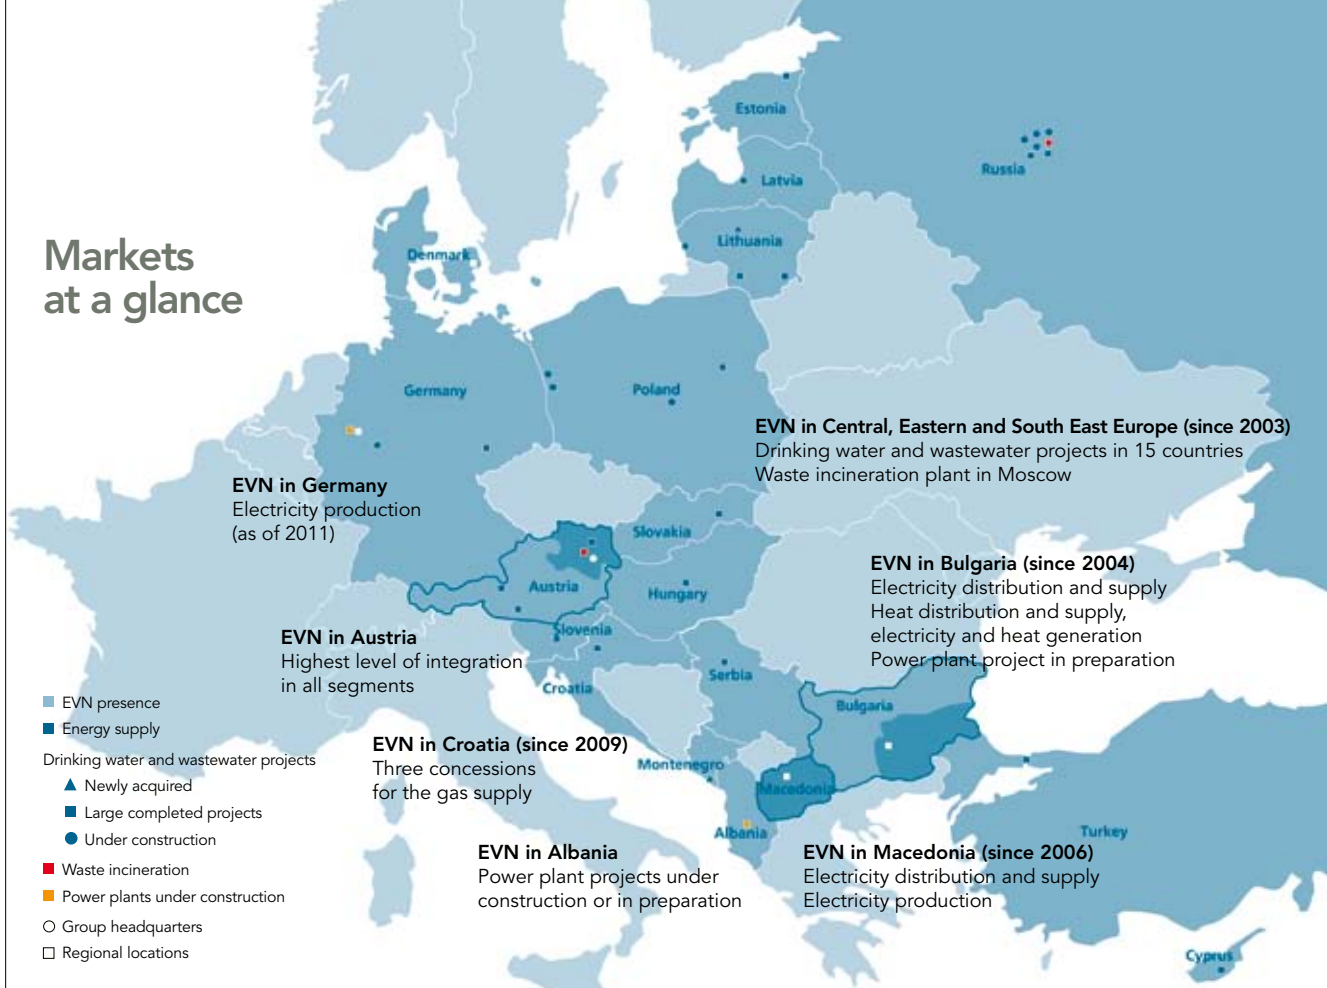 Markets
at a glance
Estonia
Latvia
Lithuania
Russia
Denmark
Germany
Poland
EVN in Central, Eastern and South East Europe (since 2003)
Drinking water and wastewater projects in 15 countries
Waste incineration plant in Moscow
EVN in Germany
Electricity production
(as of 2011)
Slovakia
Austria
Hungary
EVN in Bulgaria (since 2004)
Electricity distribution and supply
Heat distribution and supply,
electricity and heat generation
Power plant project in preparation
EVN in Austria
Highest level of integration
in all segments
Slovenia
Croatia
Serbia
Bulgaria
EVN presence
Energy supply
Drinking water and wastewater projects
Newly acquired
Large completed projects
Under construction
Waste incineration
Power plants under construction
Group headquarters
Regional locations
EVN in Croatia (since 2009)
Three concessions
for the gas supply
Montenegro
Macedonia
Albania
Turkey
EVN in Albania
Power plant projects under
construction or in preparation
EVN in Macedonia (since 2006)
Electricity distribution and supply
Electricity production
Cyprus